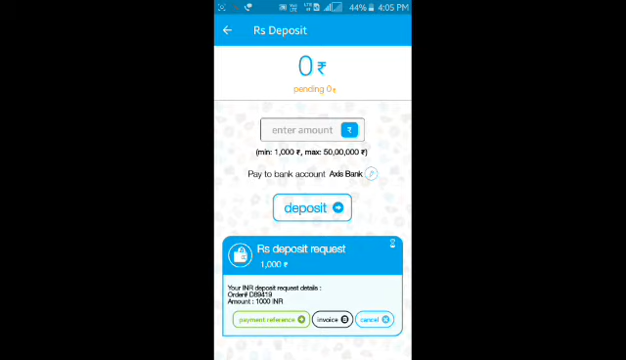 44% 4:05 PM
Rs Deposit
0 ₹
pending 0₹
enter amount ₹
(min: 1,000 ₹, max: 50,00,000 ₹)
Pay to bank account Axis Bank
deposit
Rs deposit request
1,000 ₹
Your INR deposit request details :
Order# D89419
Amount : 1000 INR
payment reference
invoice
cancel